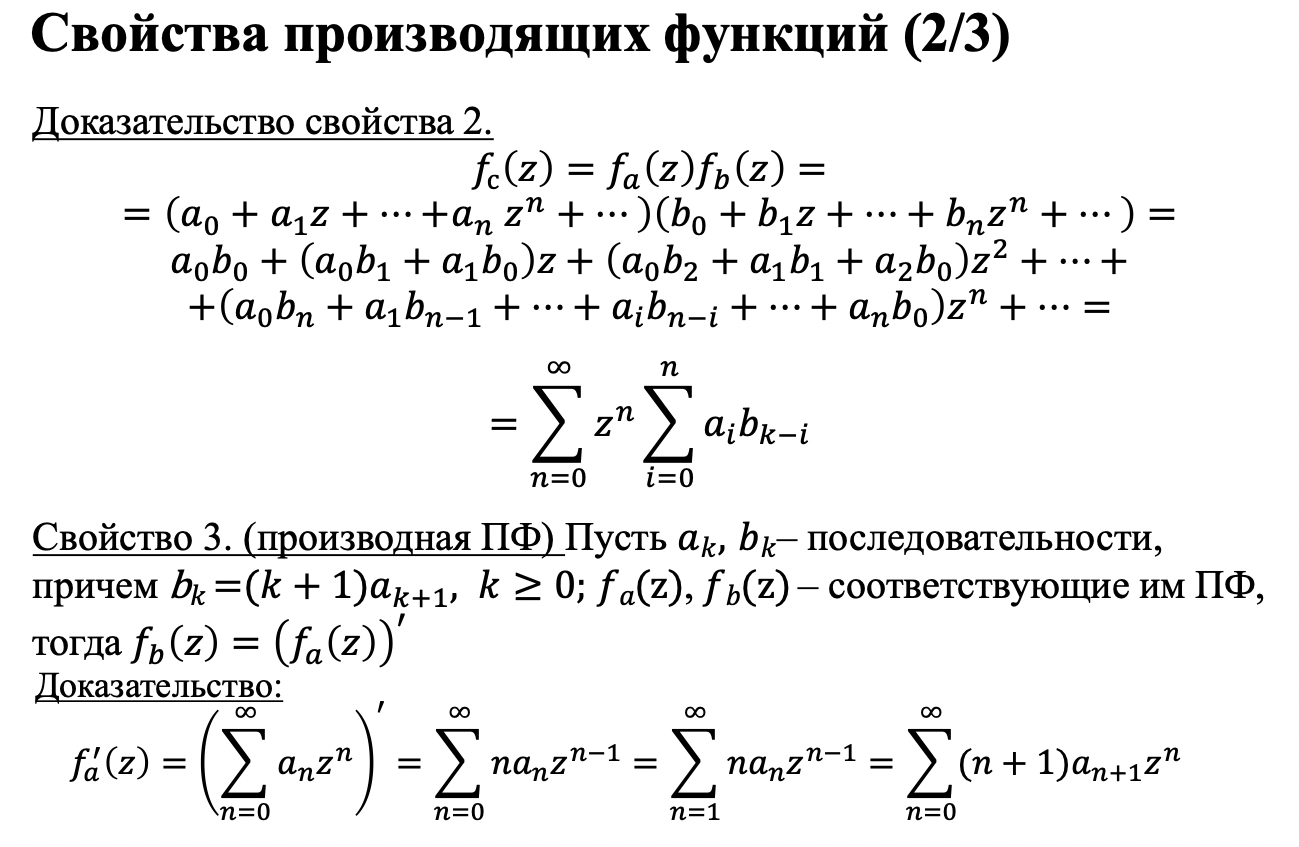 Свойства производящих функций (2/3)
Доказательство свойства 2.
f_c(z) = f_a(z)f_b(z) =
= (a_0 + a_1z + ⋯ +a_n z^n + ⋯ )(b_0 + b_1z + ⋯ + b_nz^n + ⋯ ) =
a_0b_0 + (a_0b_1 + a_1b_0)z + (a_0b_2 + a_1b_1 + a_2b_0)z^2 + ⋯ +
+(a_0b_n + a_1b_{n−1} + ⋯ + a_ib_{n−i} + ⋯ + a_nb_0)z^n + ⋯ =
= ∑_{n=0}^{∞} z^n ∑_{i=0}^{n} a_ib_{k−i}
Свойство 3. (производная ПФ) Пусть a_k, b_k– последовательности,
причем b_k=(k + 1)a_{k+1}, k ≥ 0; f_a(z), f_b(z) – соответствующие им ПФ,
тогда f_b(z) = (f_a(z))′
Доказательство:
f_a′(z) = (∑_{n=0}^{∞} a_nz^n)′ = ∑_{n=0}^{∞} na_nz^{n−1} = ∑_{n=1}^{∞} na_nz^{n−1} = ∑_{n=0}^{∞} (n + 1)a_{n+1}z^n